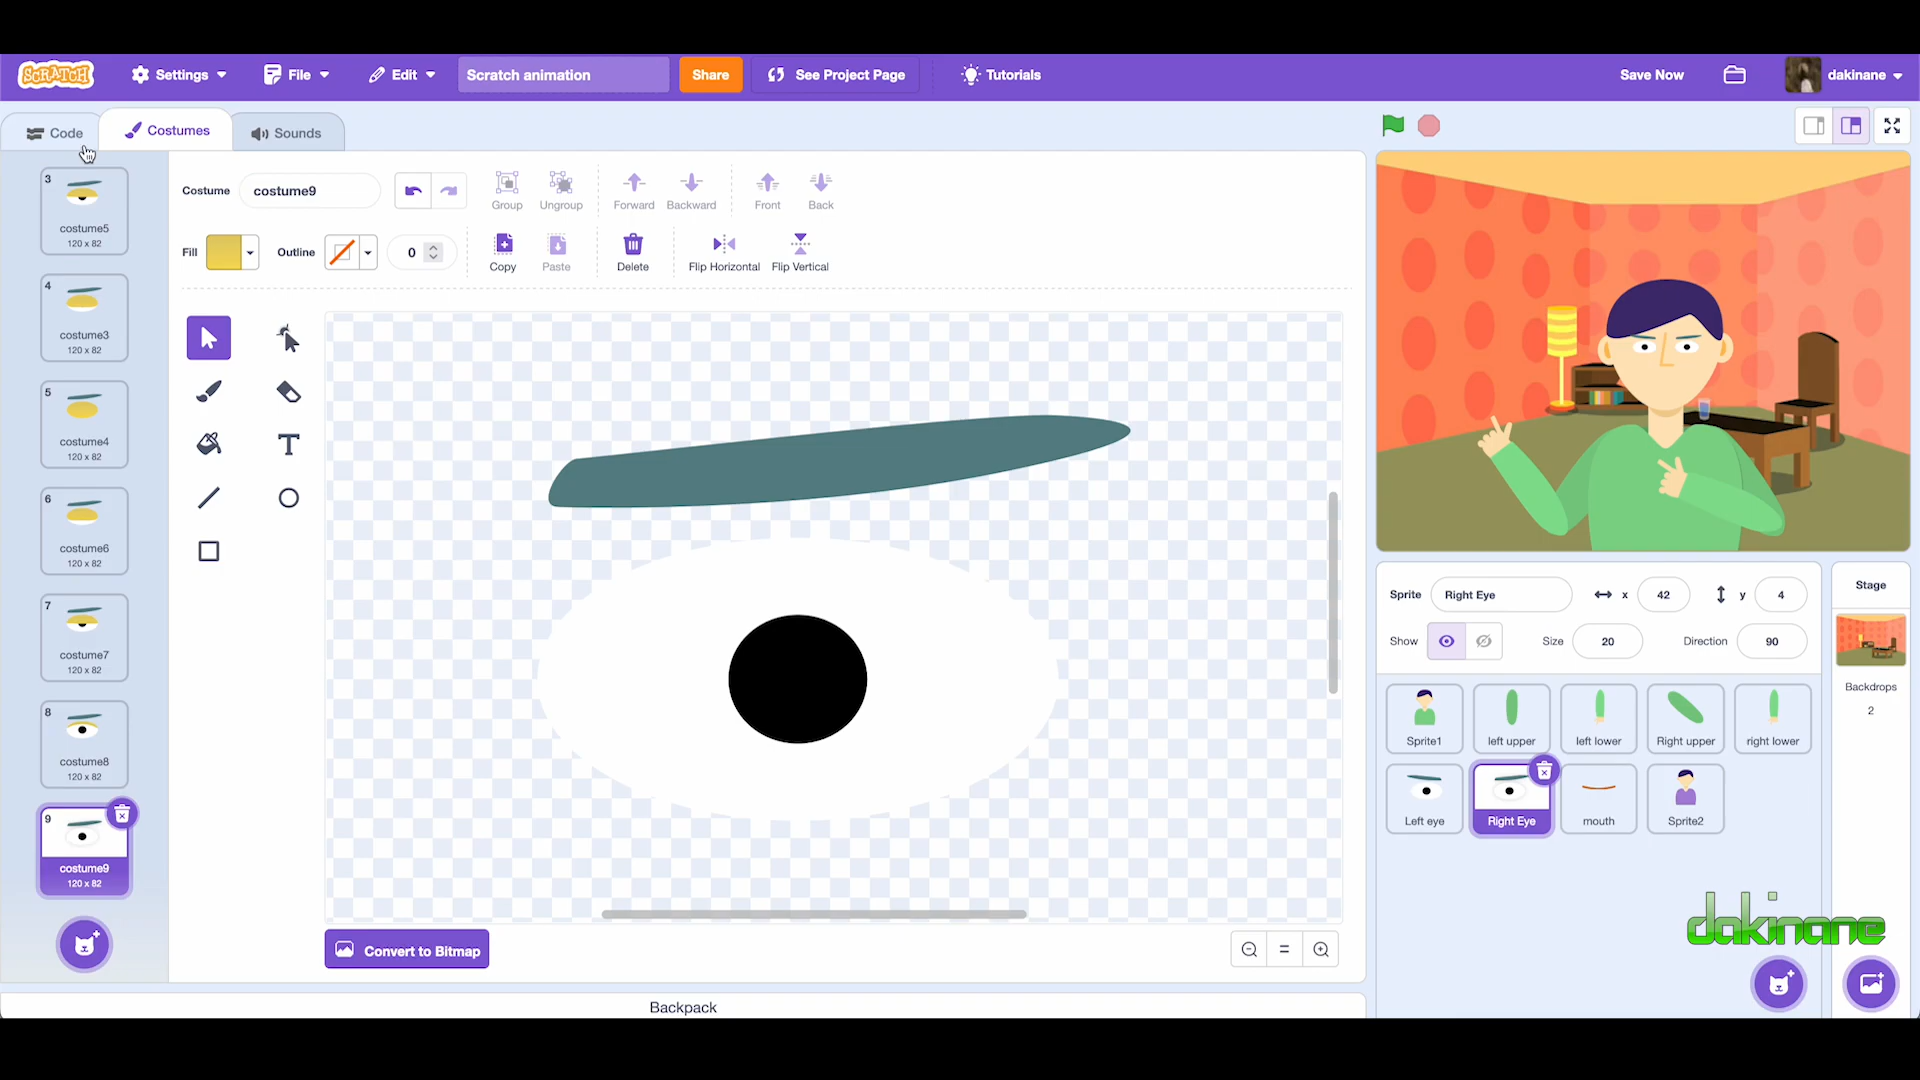 SCRATCH
Settings
File
Edit
Scratch animation
Share
See Project Page
Tutorials
Save Now
dakinane
Code
Costumes
Sounds
3
costume5
120 x 82
4
costume3
120 x 82
5
costume4
120 x 82
6
costume6
120 x 82
7
costume7
120 x 82
8
costume8
120 x 82
9
costume9
120 x 82
Costume
costume9
Group
Ungroup
Forward
Backward
Front
Back
Fill
Outline
0
Copy
Paste
Delete
Flip Horizontal
Flip Vertical
T
Convert to Bitmap
Backpack
Sprite
Right Eye
x
42
y
4
Show
Size
20
Direction
90
Sprite1
left upper
left lower
Right upper
right lower
Left eye
Right Eye
mouth
Sprite2
Stage
Backdrops
2
dakinane